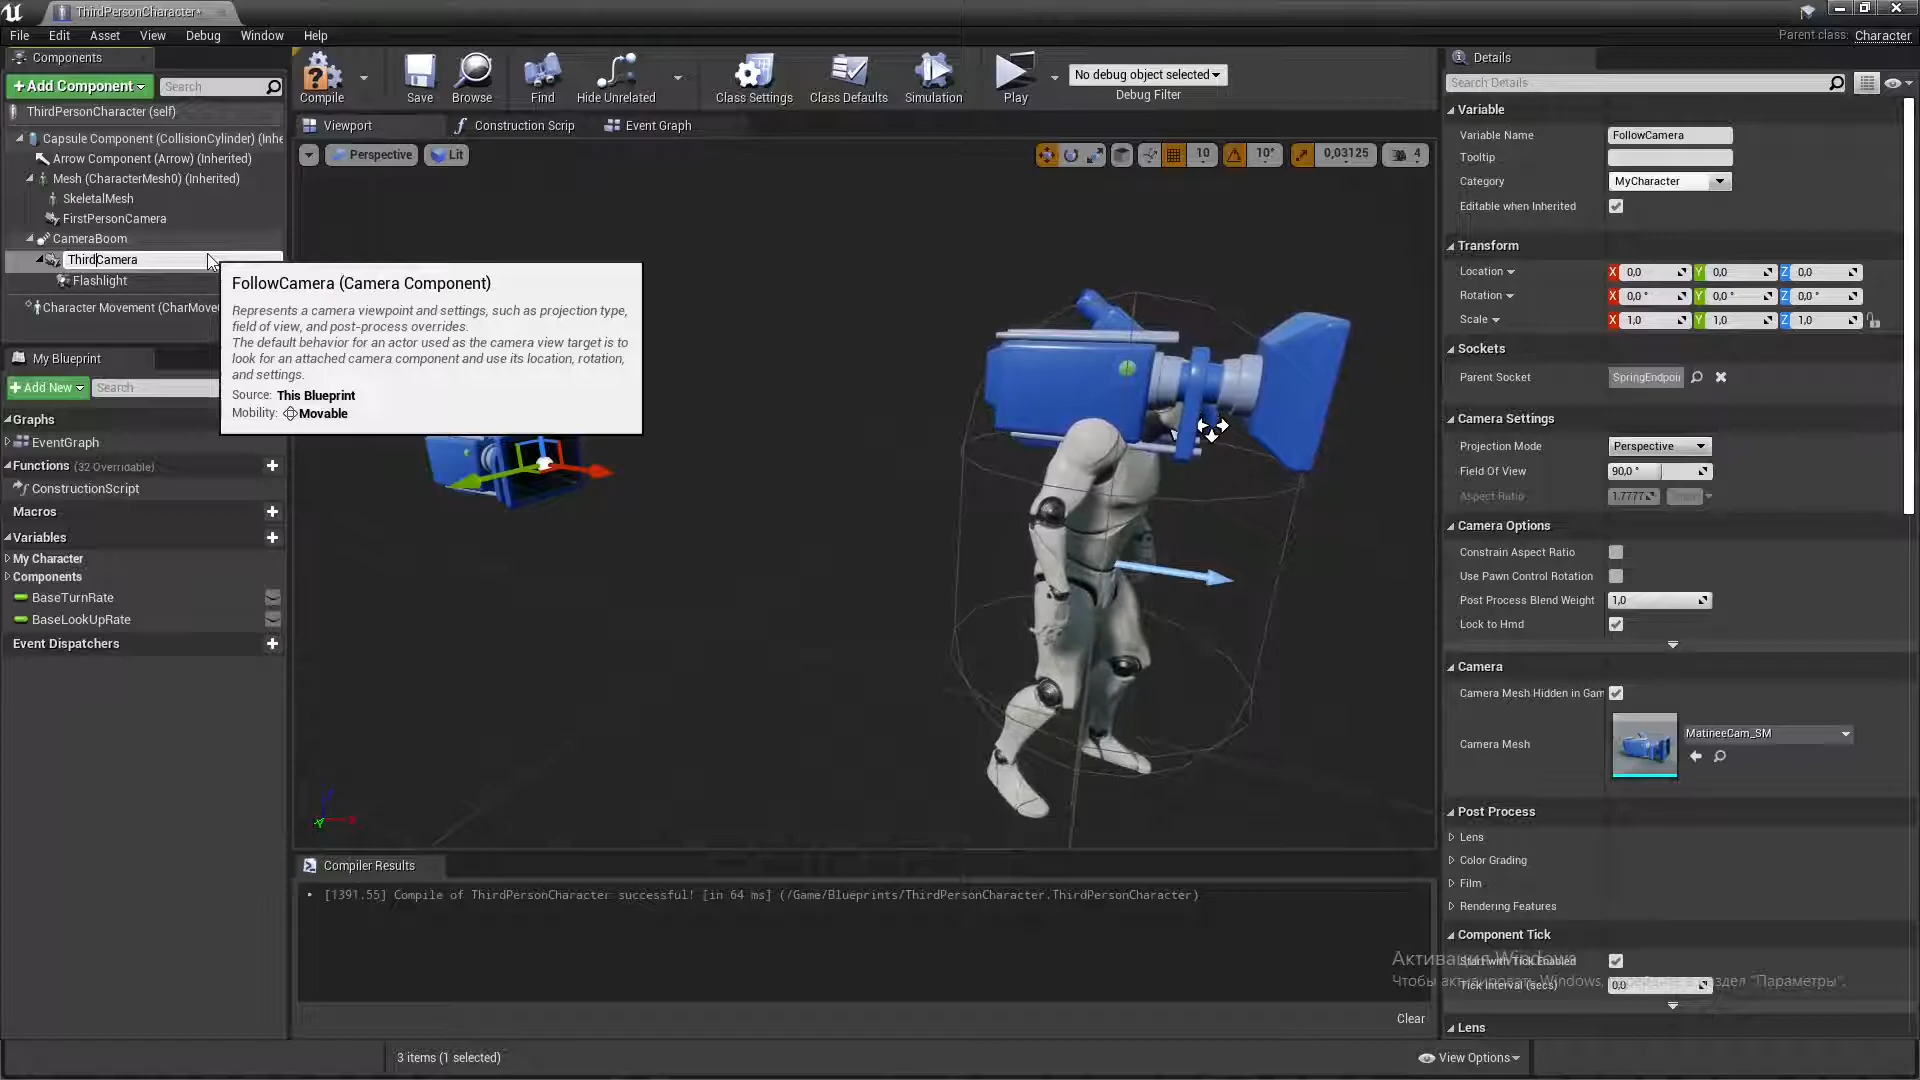 ThirdPersonCharacter*
File Edit Asset View Debug Window Help
Parent class: Character
Components
+Add Component
Search
ThirdPersonCharacter (self)
Capsule Component (CollisionCylinder) (Inhe
Arrow Component (Arrow) (Inherited)
Mesh (CharacterMesh0) (Inherited)
SkeletalMesh
FirstPersonCamera
CameraBoom
ThirdCamera
Flashlight
Character Movement (CharMove
My Blueprint
+Add New
Search
Graphs
EventGraph
Functions (32 Overridable)
ConstructionScript
Macros
Variables
My Character
Components
BaseTurnRate
BaseLookUpRate
Event Dispatchers
Compile Save Browse Find Hide Unrelated Class Settings Class Defaults Simulation Play
No debug object selected
Debug Filter
Viewport Construction Scrip Event Graph
Perspective Lit
10 10° 0,03125 4
FollowCamera (Camera Component)
Represents a camera viewpoint and settings, such as projection type,
field of view, and post-process overrides.
The default behavior for an actor used as the camera view target is to
look for an attached camera component and use its location, rotation,
and settings.
Source: This Blueprint
Mobility: Movable
Compiler Results
• [1391.55] Compile of ThirdPersonCharacter successful! [in 64 ms] (/Game/Blueprints/ThirdPersonCharacter.ThirdPersonCharacter)
Clear
3 items (1 selected)
View Options
Details
Search Details
Variable
Variable Name FollowCamera
Tooltip
Category MyCharacter
Editable when Inherited
Transform
Location X 0,0 Y 0,0 Z 0,0
Rotation X 0,0 ° Y 0,0 ° Z 0,0 °
Scale X 1,0 Y 1,0 Z 1,0
Sockets
Parent Socket SpringEndpoi
Camera Settings
Projection Mode Perspective
Field Of View 90,0 °
Aspect Ratio 1.7777
Camera Options
Constrain Aspect Ratio
Use Pawn Control Rotation
Post Process Blend Weight 1,0
Lock to Hmd
Camera
Camera Mesh Hidden in Gam
Camera Mesh MatineeCam_SM
Post Process
Lens
Color Grading
Film
Rendering Features
Component Tick
Start with Tick Enabled
Активация Windows
Tick Interval (secs) 0,0
Чтобы активировать Windows, перейдите в раздел "Параметры".
Lens